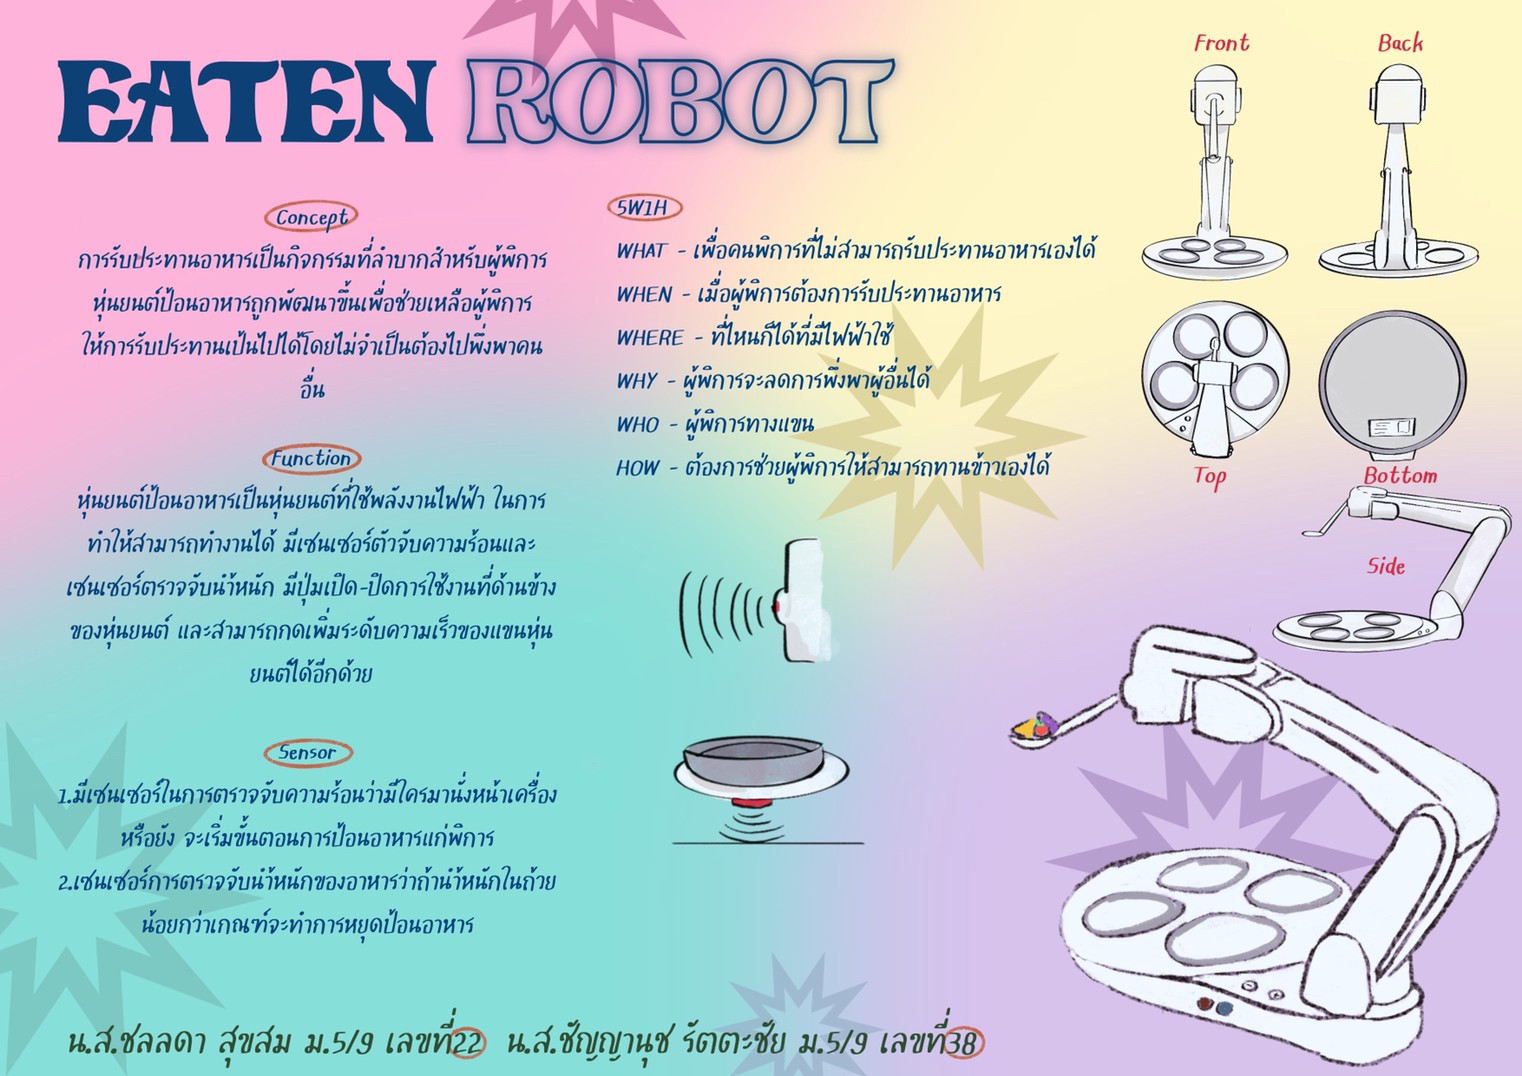 EATEN ROBOT
Concept
การรับประทานอาหารเป็นกิจกรรมที่ลำบากสำหรับผู้พิการ
หุ่นยนต์ป้อนอาหารถูกพัฒนาขึ้นเพื่อช่วยเหลือผู้พิการ
ให้การรับประทานเป็นไปได้โดยไม่จำเป็นต้องไปพึ่งพาคน
อื่น
Function
หุ่นยนต์ป้อนอาหารเป็นหุ่นยนต์ที่ใช้พลังงานไฟฟ้า ในการ
ทำให้สามารถทำงานได้ มีเซนเซอร์ตัวจับความร้อนและ
เซนเซอร์ตรวจจับน้ำหนัก มีปุ่มเปิด-ปิดการใช้งานที่ด้านข้าง
ของหุ่นยนต์ และสามารถกดเพิ่มระดับความเร็วของแขนหุ่น
ยนต์ได้อีกด้วย
Sensor
1.มีเซนเซอร์ในการตรวจจับความร้อนว่ามีใครมานั่งหน้าเครื่อง
หรือยัง จะเริ่มขั้นตอนการป้อนอาหารแก่พิการ
2.เซนเซอร์การตรวจจับน้ำหนักของอาหารว่าถ้าน้ำหนักในถ้วย
น้อยกว่าเกณฑ์จะทำการหยุดป้อนอาหาร
5W1H
WHAT - เพื่อคนพิการที่ไม่สามารถรับประทานอาหารเองได้
WHEN - เมื่อผู้พิการต้องการรับประทานอาหาร
WHERE - ที่ไหนก็ได้ที่มีไฟฟ้าใช้
WHY - ผู้พิการจะลดการพึ่งพาผู้อื่นได้
WHO - ผู้พิการทางแขน
HOW - ต้องการช่วยผู้พิการให้สามารถทานข้าวเองได้
Front
Back
Top
Bottom
Side
น.ส.ชลลดา สุขสม ม.5/9 เลขที่22 น.ส.ชัญญานุช รัตตะชัย ม.5/9 เลขที่38